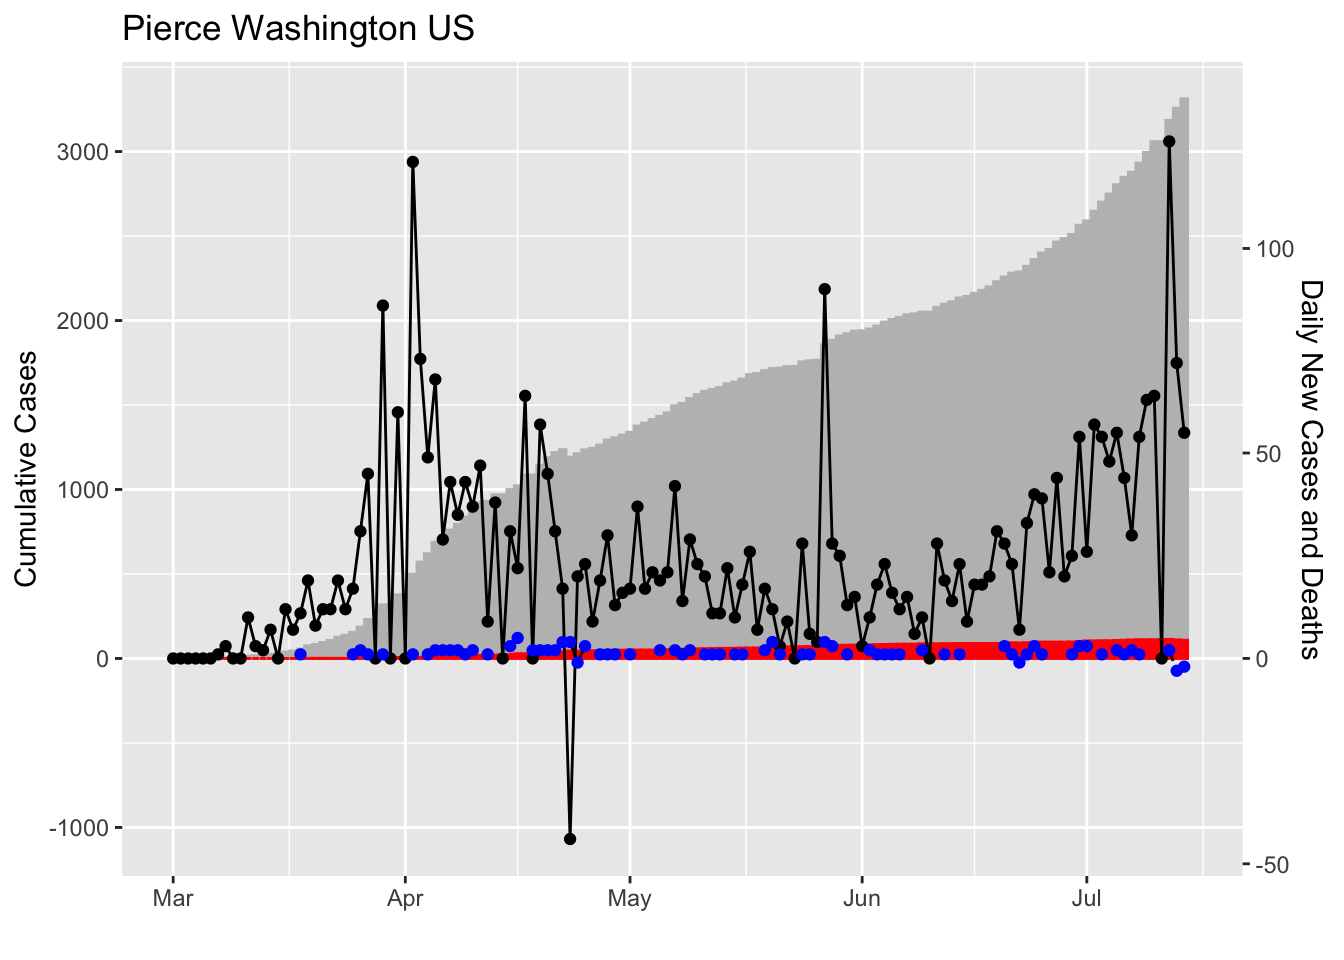 Pierce Washington US
3000
2000
1000
0
-1000
Cumulative Cases
100
50
0
-50
Daily New Cases and Deaths
Mar
Apr
May
Jun
Jul